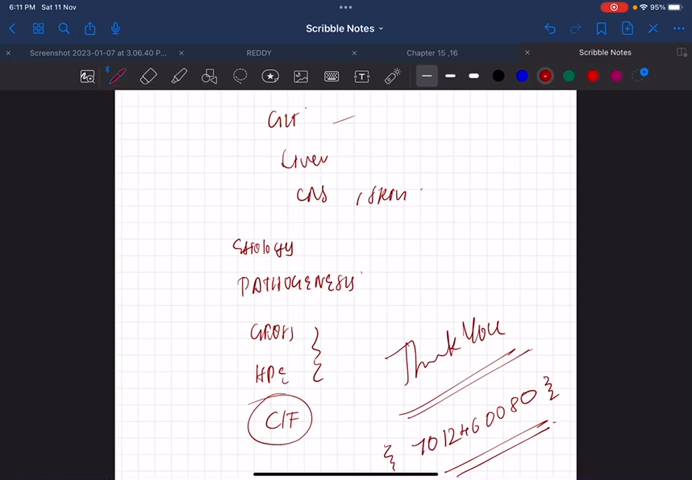 6:11 PM Sat 11 Nov
95%
Scribble Notes
Screenshot 2023-01-07 at 3.06.40 P...
REDDY
Chapter 15 ,16
Scribble Notes
GIT —
Liver
CNS , SKIN
Etiology
PATHOGENESIS
GROSS
HPE
C/F
Thank You
{ 7012460080 }